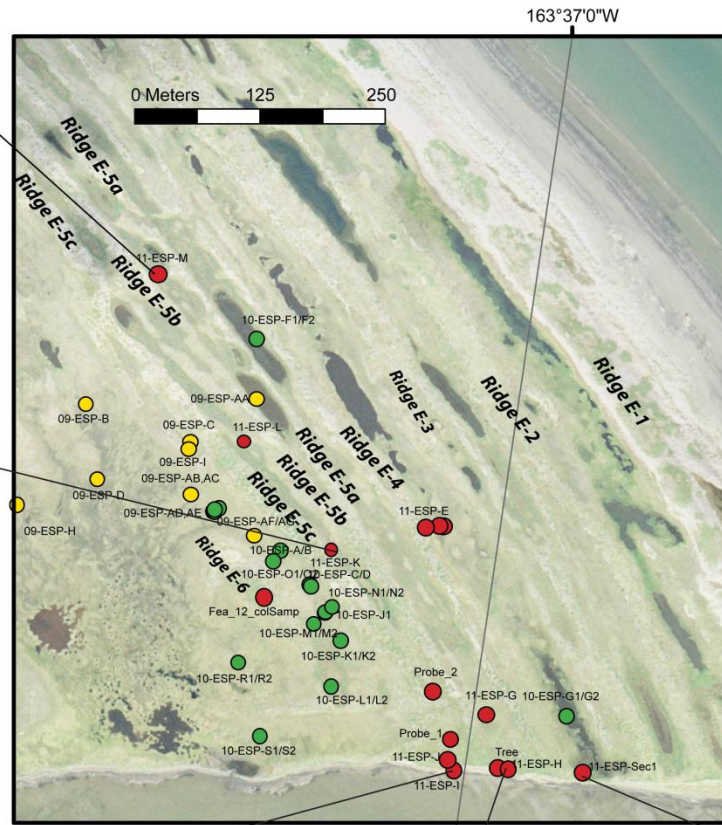 163°37'0"W
0 Meters 125 250
Ridge E-5a
Ridge E-5c
11-ESP-M
Ridge E-5b
10-ESP-F1/F2
Ridge E-1
Ridge E-3
Ridge E-2
09-ESP-AA
09-ESP-B
09-ESP-C
11-ESP-L
Ridge E-4
09-ESP-I
Ridge E-5a
09-ESP-AB,AC
Ridge E-5b
09-ESP-D
Ridge E-5c
09-ESP-AD,AE
11-ESP-E
09-ESP-AF/AG
09-ESP-H
10-ESP-A/B
11-ESP-K
Ridge E-6
10-ESP-O1/O2
10-ESP-C/D
10-ESP-N1/N2
Fea_12_colSamp
10-ESP-J1
10-ESP-M1/M2
10-ESP-K1/K2
10-ESP-R1/R2
Probe_2
10-ESP-L1/L2
11-ESP-G
10-ESP-G1/G2
Probe_1
10-ESP-S1/S2
11-ESP-J
Tree
11-ESP-H
11-ESP-Sec1
11-ESP-I